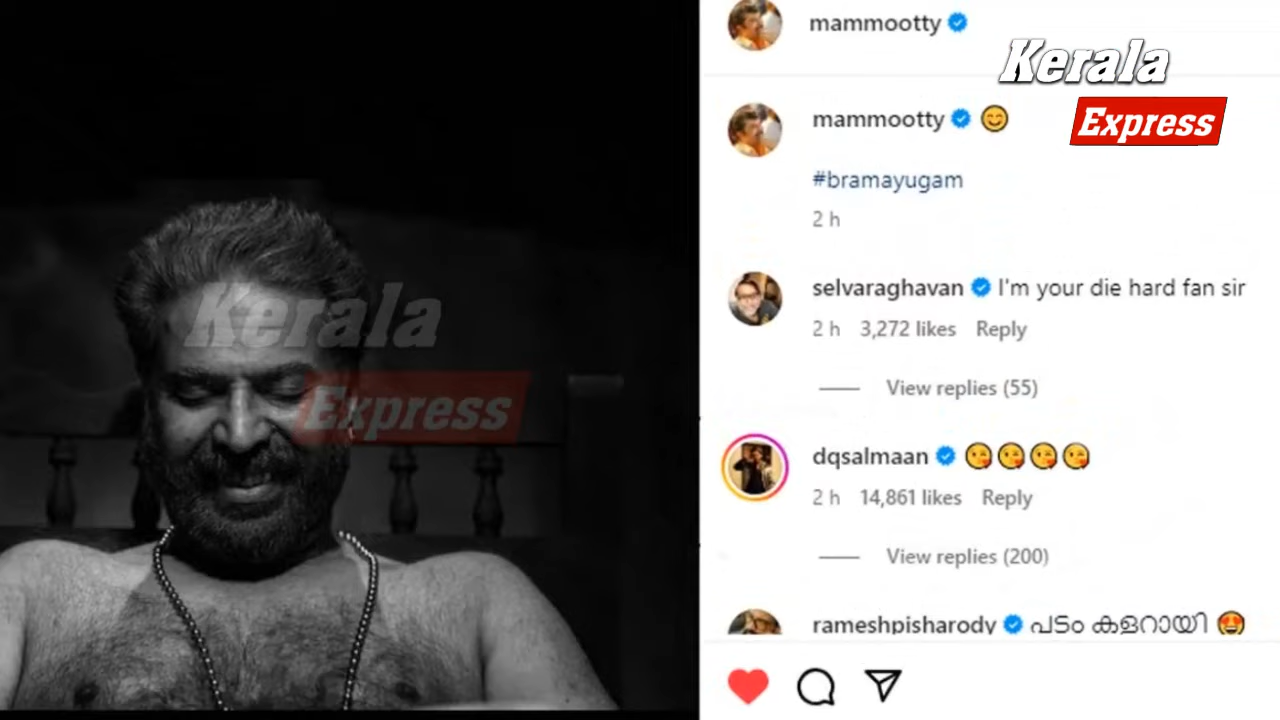 Kerala
Express
mammootty
Kerala
Express
mammootty 😊
#bramayugam
2 h
selvaraghavan I'm your die hard fan sir
2 h 3,272 likes Reply
View replies (55)
dqsalmaan 😘😘😘😘
2 h 14,861 likes Reply
View replies (200)
rameshpisharody പടം കളറായി 😍